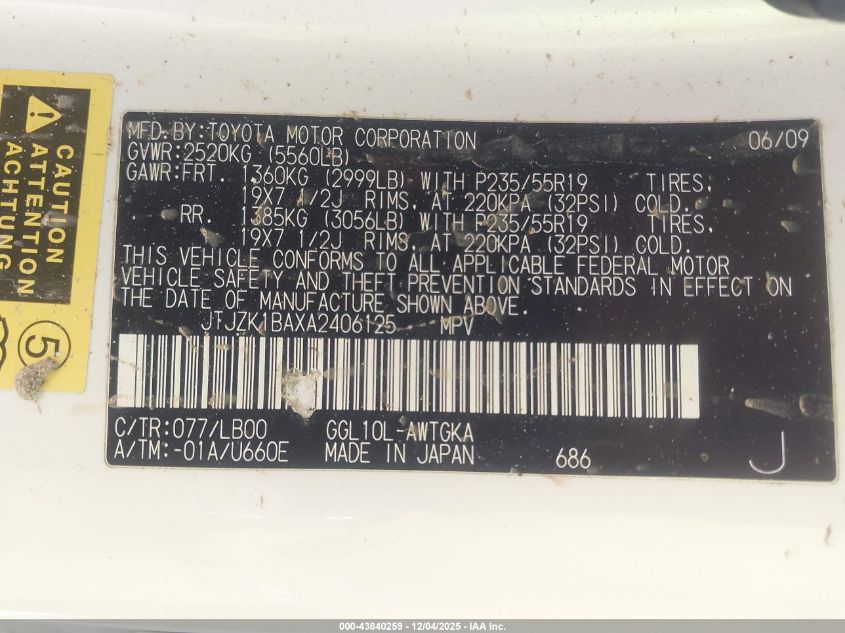 CAUTION
ATTENTION
ACHTUNG
5
MFD. BY: TOYOTA MOTOR CORPORATION 06/09
GVWR: 2520KG (5560LB)
GAWR: FRT. 1360KG (2999LB) WITH P235/55R19 TIRES,
19X7 1/2J RIMS, AT 220KPA (32PSI) COLD.
RR. 1385KG (3056LB) WITH P235/55R19 TIRES,
19X7 1/2J RIMS, AT 220KPA (32PSI) COLD.
THIS VEHICLE CONFORMS TO ALL APPLICABLE FEDERAL MOTOR
VEHICLE SAFETY AND THEFT PREVENTION STANDARDS IN EFFECT ON
THE DATE OF MANUFACTURE SHOWN ABOVE.
JTJZK1BAXA2406125 MPV
C/TR: 077/LB00 GGL10L-AWTGKA
A/TM: -01A/U660E MADE IN JAPAN 686 J
000-43840259 - 12/04/2025 - IAA Inc.